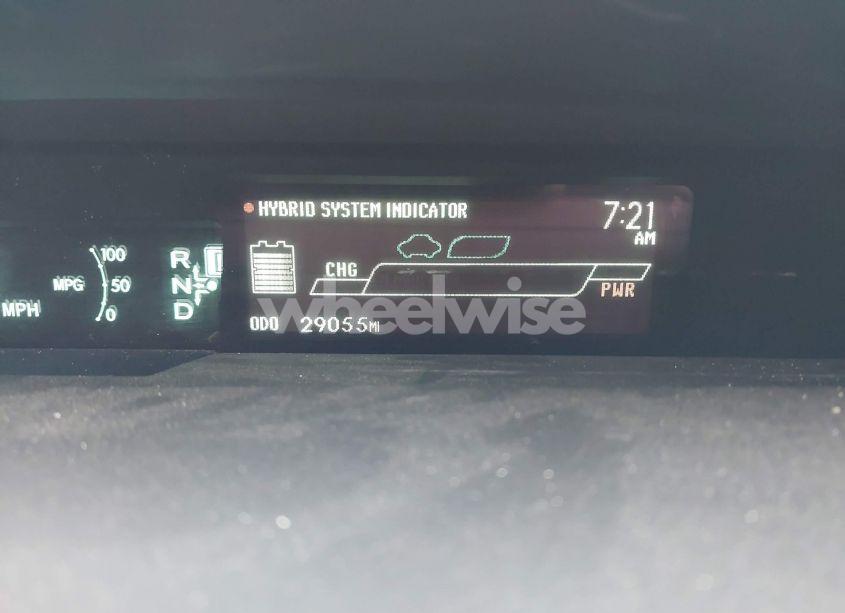 HYBRID SYSTEM INDICATOR
7:21
AM
CHG
PWR
ODO 29055MI
100
MPG 50
0
MPH
R
N
D
wheelwise